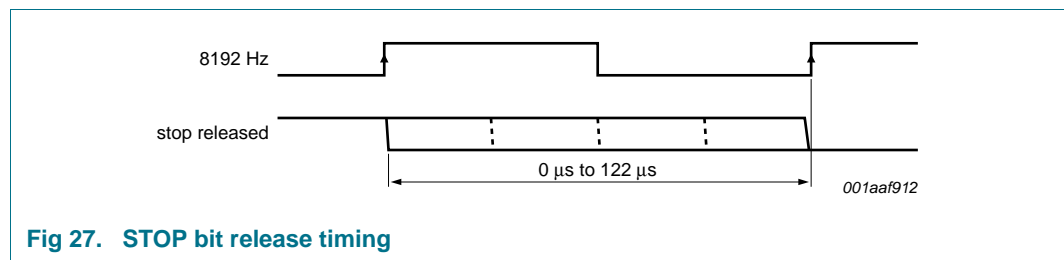 8192 Hz
stop released
0 μs to 122 μs
001aaf912
Fig 27. STOP bit release timing